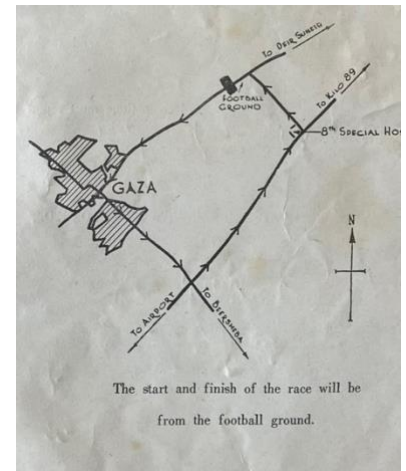 TO DEIR SUNEID
FOOTBALL
GROUND
TO KILO 89
8TH SPECIAL
GAZA
N
TO AIRPORT
TO BEERSHEBA
The start and finish of the race will be
from the football ground.